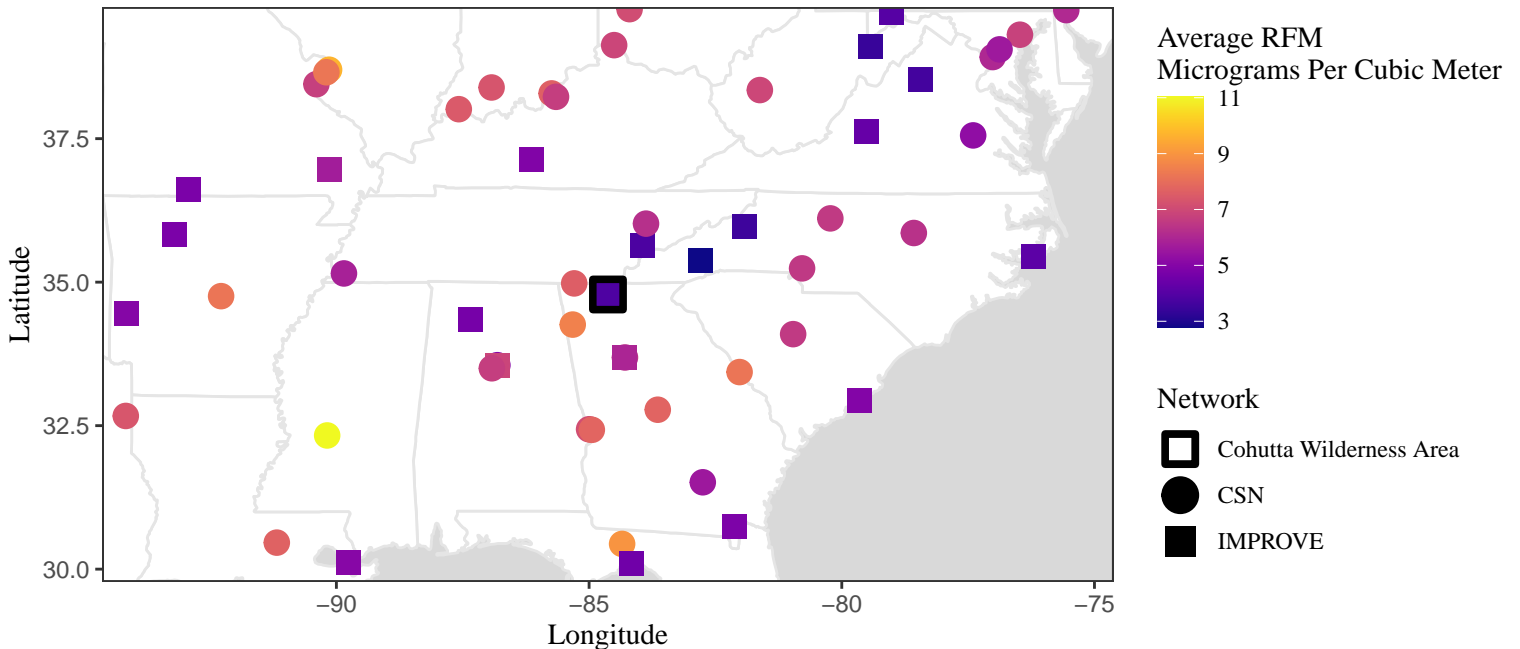 Average RFM
Micrograms Per Cubic Meter
11
9
7
5
3
Network
Cohutta Wilderness Area
CSN
IMPROVE
Latitude
37.5
35.0
32.5
30.0
−90
−85
−80
−75
Longitude